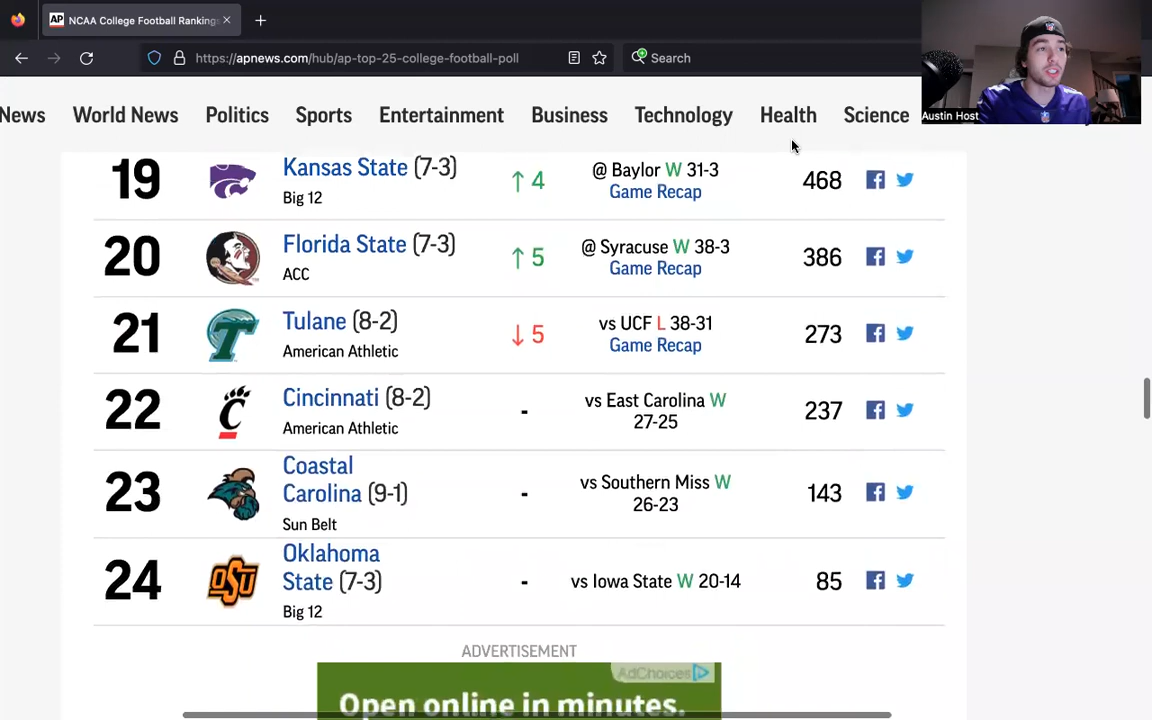 AP NCAA College Football Ranking
https://apnews.com/hub/ap-top-25-college-football-poll
Search
News World News Politics Sports Entertainment Business Technology Health Science
Austin Host
19 Kansas State (7-3) ↑ 4 @ Baylor W 31-3 468
Big 12 Game Recap
20 Florida State (7-3) ↑ 5 @ Syracuse W 38-3 386
ACC Game Recap
21 Tulane (8-2) ↓ 5 vs UCF L 38-31 273
American Athletic Game Recap
22 Cincinnati (8-2) - vs East Carolina W 237
American Athletic 27-25
23 Coastal - vs Southern Miss W 143
Carolina (9-1) 26-23
Sun Belt
24 Oklahoma - vs Iowa State W 20-14 85
State (7-3)
Big 12
OSU
ADVERTISEMENT
AdChoices
Open online in minutes.